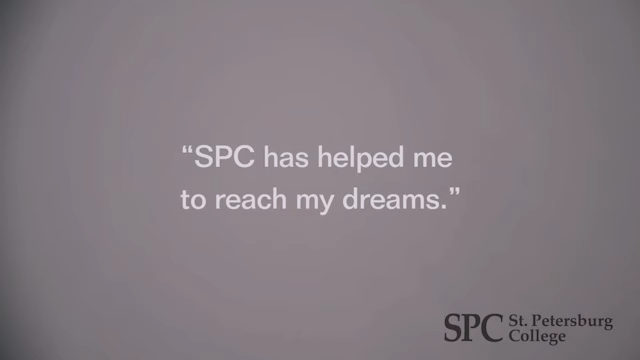 “SPC has helped me
to reach my dreams.”
SPC St. Petersburg
College